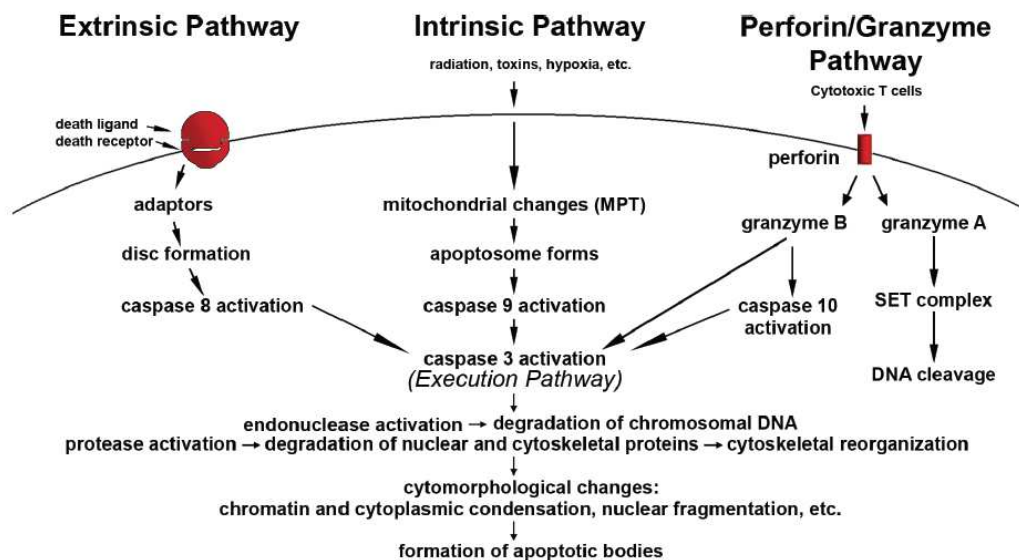 Extrinsic Pathway
Intrinsic Pathway
Perforin/Granzyme
Pathway
radiation, toxins, hypoxia, etc.
Cytotoxic T cells
death ligand
death receptor
perforin
adaptors
mitochondrial changes (MPT)
granzyme B
granzyme A
disc formation
apoptosome forms
caspase 8 activation
caspase 9 activation
caspase 10
activation
SET complex
caspase 3 activation
(Execution Pathway)
DNA cleavage
endonuclease activation → degradation of chromosomal DNA
protease activation → degradation of nuclear and cytoskeletal proteins → cytoskeletal reorganization
cytomorphological changes:
chromatin and cytoplasmic condensation, nuclear fragmentation, etc.
formation of apoptotic bodies